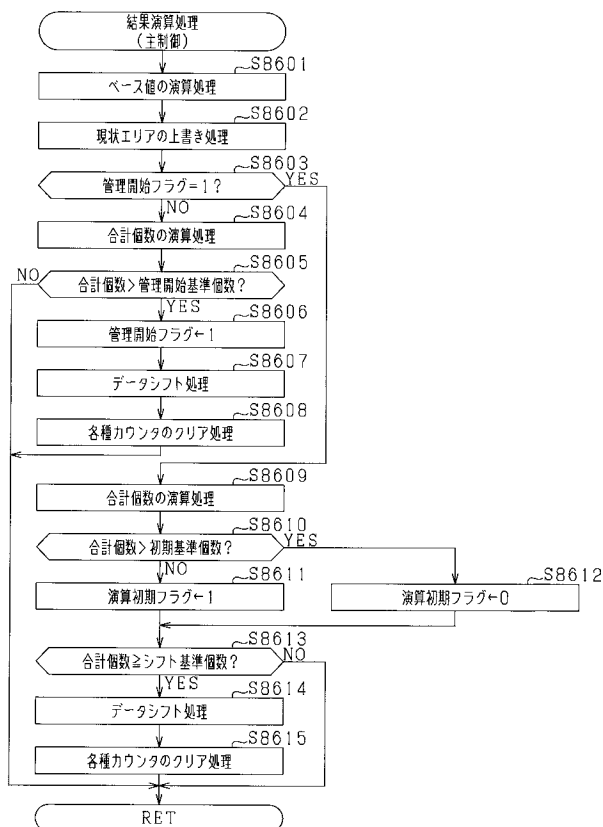 結果演算処理
(主制御)
S8601
ベース値の演算処理
S8602
現状エリアの上書き処理
S8603
管理開始フラグ=1?
YES
NO
S8604
合計個数の演算処理
S8605
NO
合計個数>管理開始基準個数?
YES
S8606
管理開始フラグ←1
S8607
データシフト処理
S8608
各種カウンタのクリア処理
S8609
合計個数の演算処理
S8610
合計個数>初期基準個数?
YES
NO
S8611
演算初期フラグ←1
S8612
演算初期フラグ←0
S8613
合計個数≧シフト基準個数?
NO
YES
S8614
データシフト処理
S8615
各種カウンタのクリア処理
RET